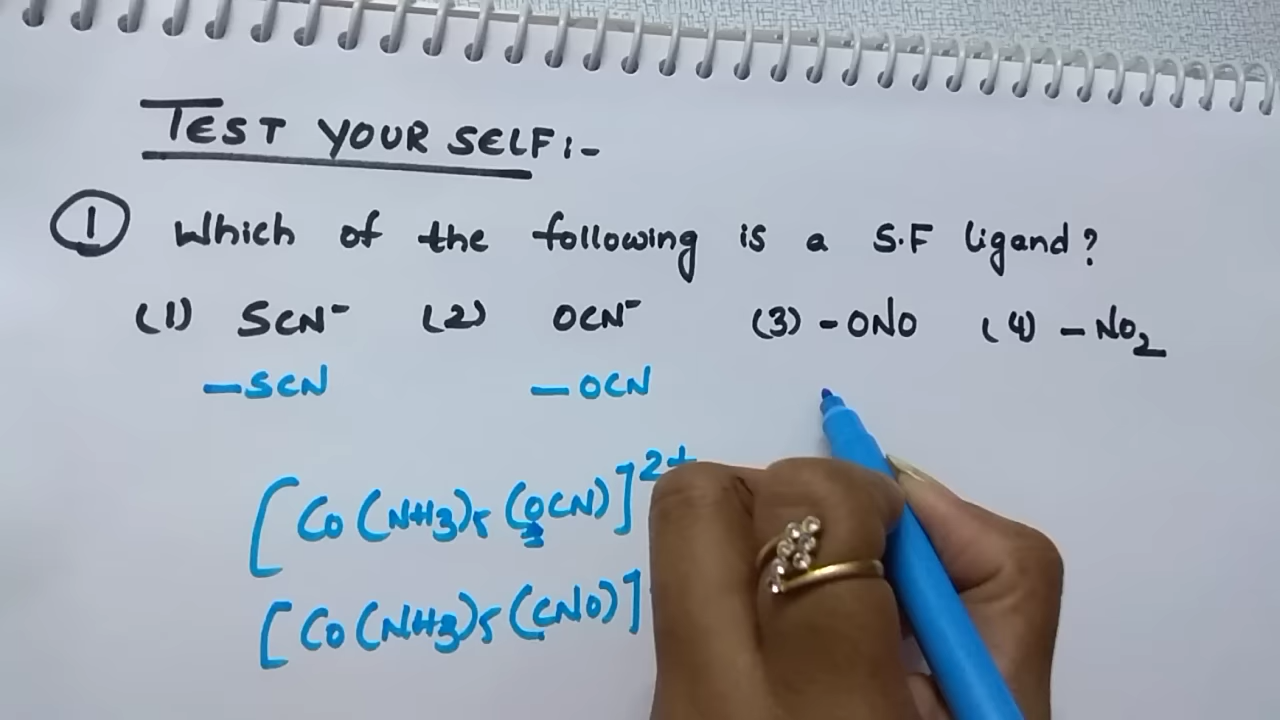 TEST YOUR SELF:-
① Which of the following is a S.F ligand?
(1) SCN⁻ (2) OCN⁻ (3) -ONO (4) -NO₂
-SCN -OCN
[Co(NH₃)₅(OCN)]²⁺
[Co(NH₃)₅(CNO)]